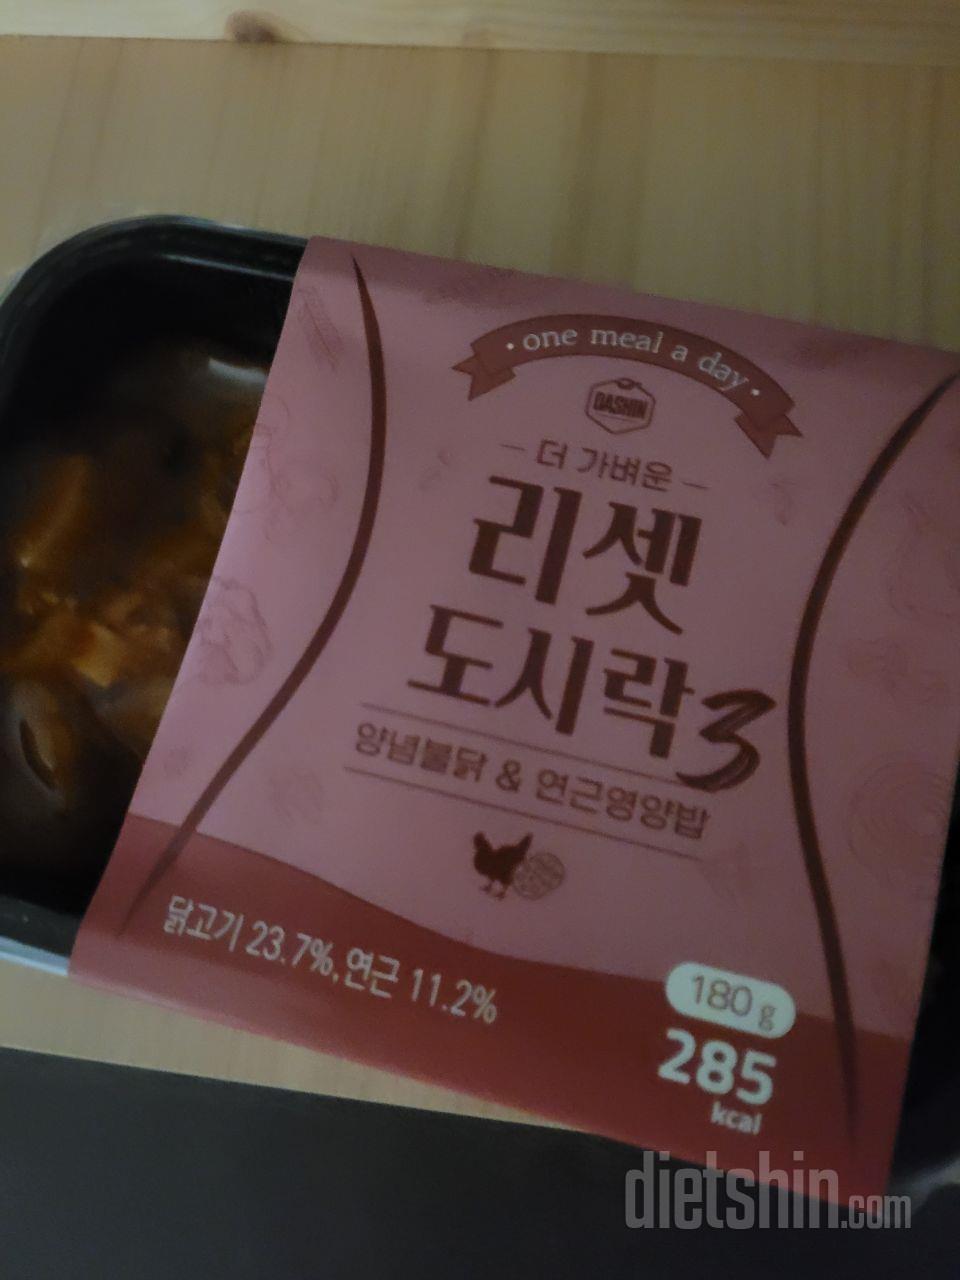 · one meal a day ·
DASHIN
– 더 가벼운 –
리셋
도시락3
양념불닭 & 연근영양밥
닭고기 23.7%, 연근 11.2%
180 g
285
kcal
dietshin.com